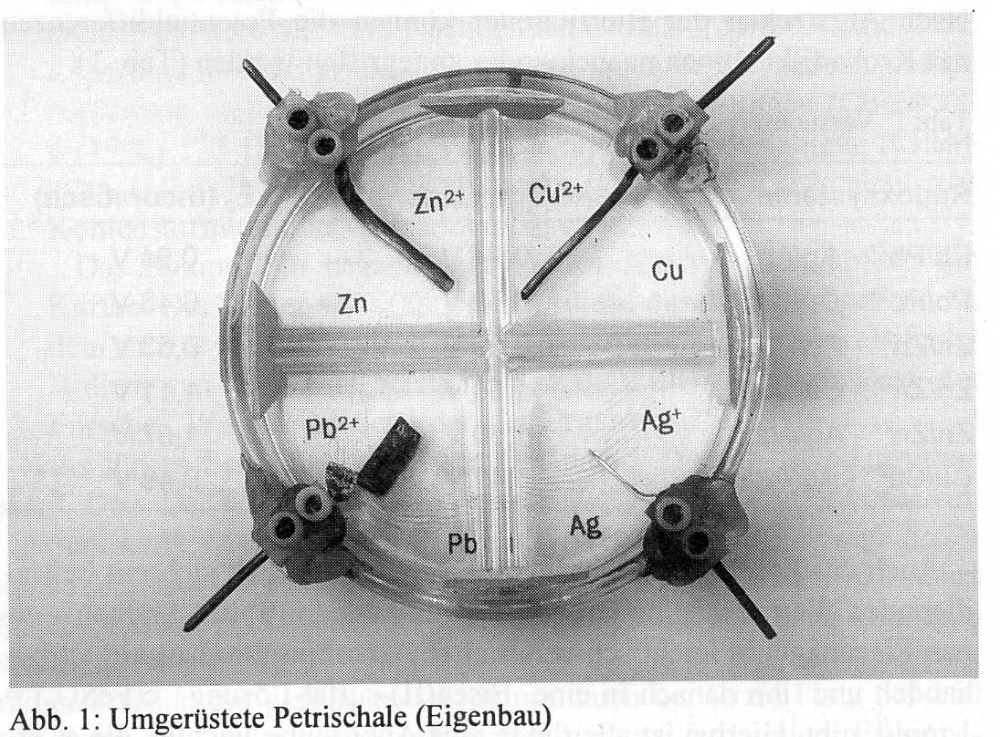 Zn²⁺
Cu²⁺
Zn
Cu
Pb²⁺
Ag⁺
Pb
Ag
Abb. 1: Umgerüstete Petrischale (Eigenbau)